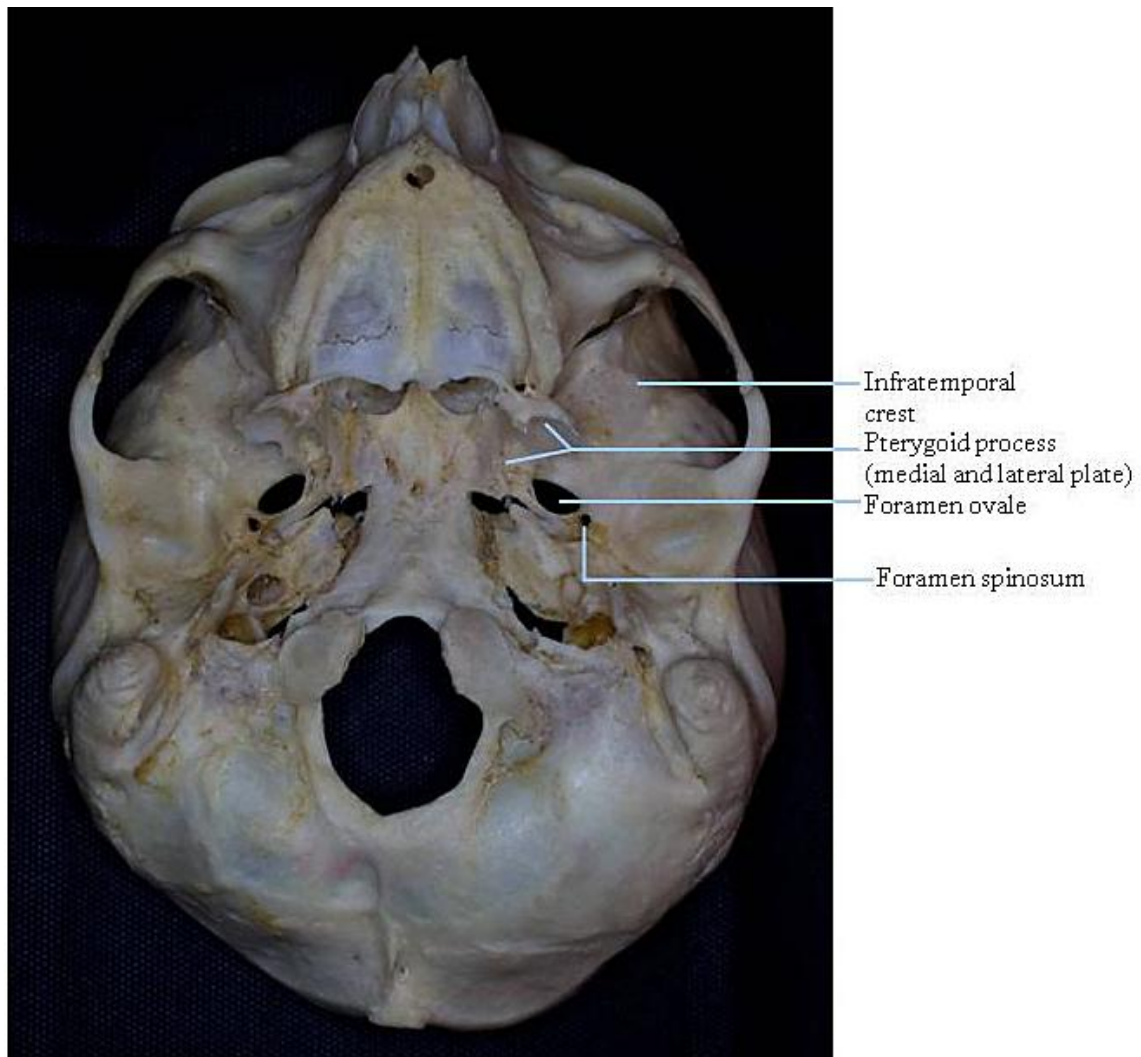 Infratemporal
crest
Pterygoid process
(medial and lateral plate)
Foramen ovale
Foramen spinosum